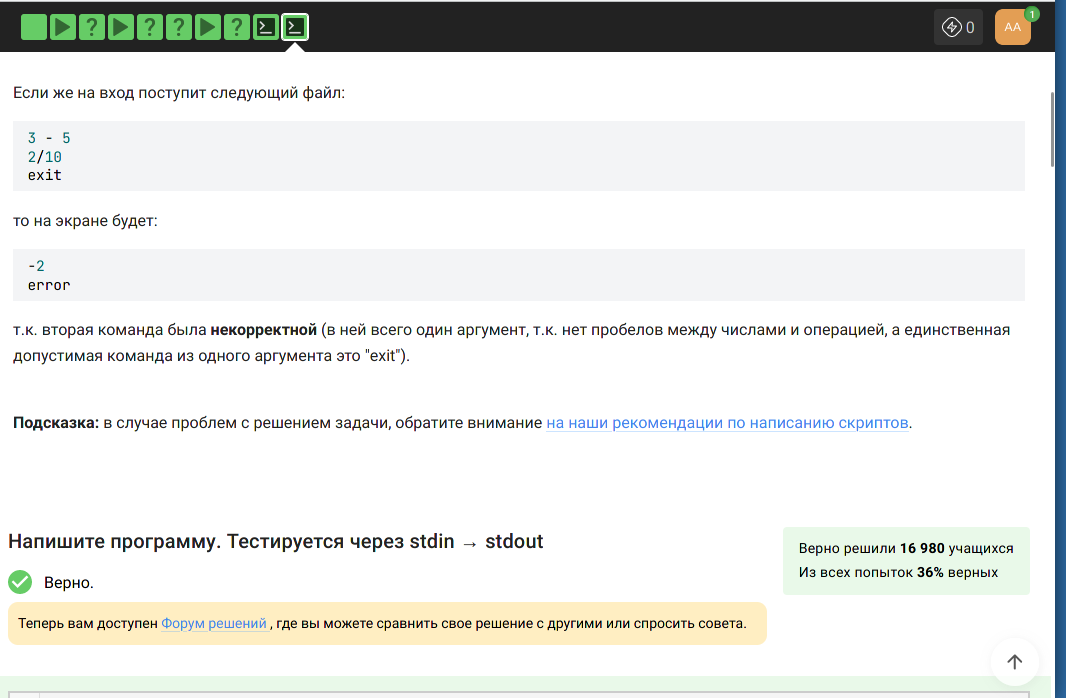 0
AA
1
Если же на вход поступит следующий файл:
3 - 5
2/10
exit
то на экране будет:
-2
error
т.к. вторая команда была некорректной (в ней всего один аргумент, т.к. нет пробелов между числами и операцией, а единственная
допустимая команда из одного аргумента это "exit").
Подсказка: в случае проблем с решением задачи, обратите внимание на наши рекомендации по написанию скриптов.
Напишите программу. Тестируется через stdin → stdout
Верно решили 16 980 учащихся
Из всех попыток 36% верных
Верно.
Теперь вам доступен Форум решений , где вы можете сравнить свое решение с другими или спросить совета.